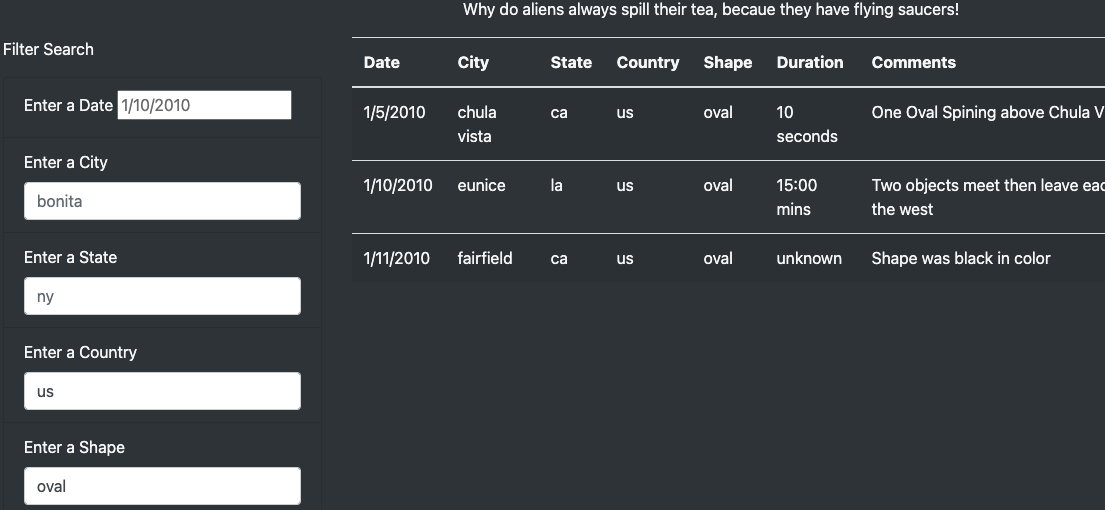 Why do aliens always spill their tea, becaue they have flying saucers!
Filter Search
Enter a Date 1/10/2010
Enter a City
bonita
Enter a State
ny
Enter a Country
us
Enter a Shape
oval
Date City State Country Shape Duration Comments
1/5/2010 chula ca us oval 10 One Oval Spining above Chula V
vista seconds
1/10/2010 eunice la us oval 15:00 Two objects meet then leave eac
mins the west
1/11/2010 fairfield ca us oval unknown Shape was black in color